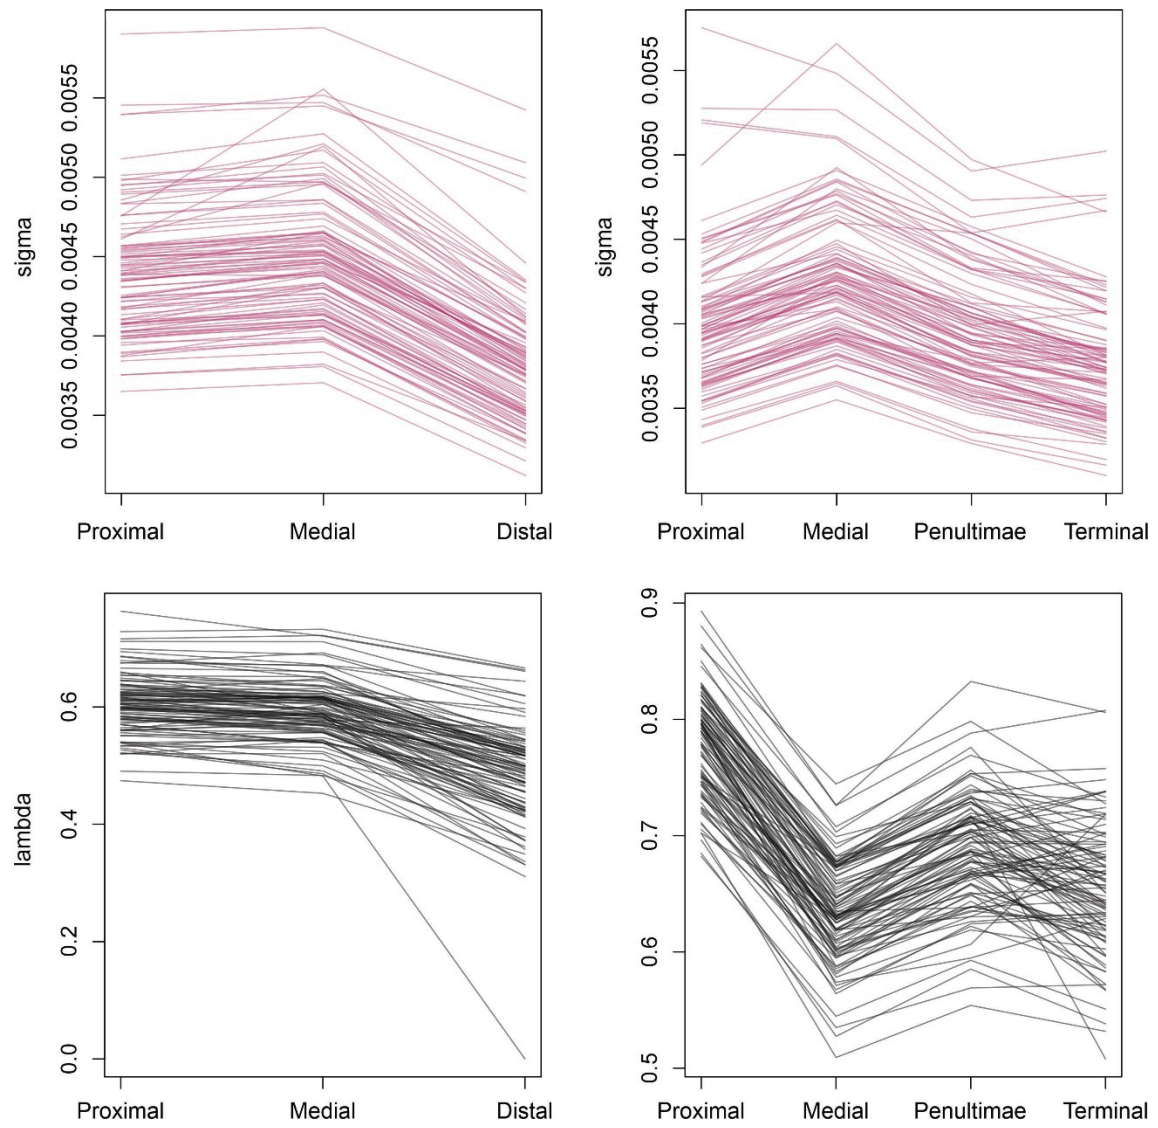 sigma
0.0055
0.0050
0.0045
0.0040
0.0035
Proximal Medial Distal
sigma
0.0055
0.0050
0.0045
0.0040
0.0035
Proximal Medial Penultimae Terminal
lambda
0.6
0.4
0.2
0.0
Proximal Medial Distal
0.9
0.8
0.7
0.6
0.5
Proximal Medial Penultimae Terminal